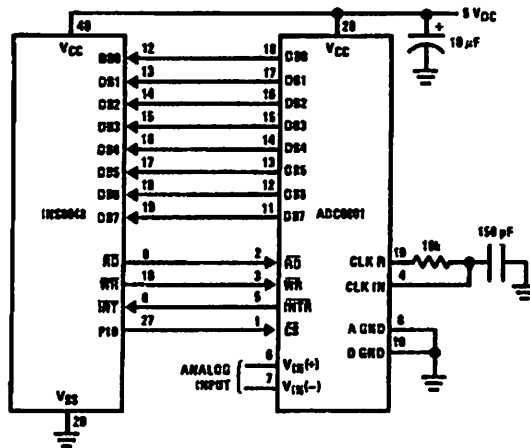 5 VDC
40
20
VCC
VCC
10 µF
DB0 12 18 DB0
DB1 13 17 DB1
DB2 14 16 DB2
DB3 15 15 DB3
DB4 16 14 DB4
DB5 17 13 DB5
DB6 18 12 DB6
DB7 19 11 DB7
INS8048
ADC0801
150 pF
RD 8 2 RD
CLK R 19 10k
WR 10 3 WR
CLK IN 4
INT 6 5 INTR
P10 27 1 CS
A GND 8
D GND 10
ANALOG
INPUT
6 VIN(+)
7 VIN(−)
VSS
20